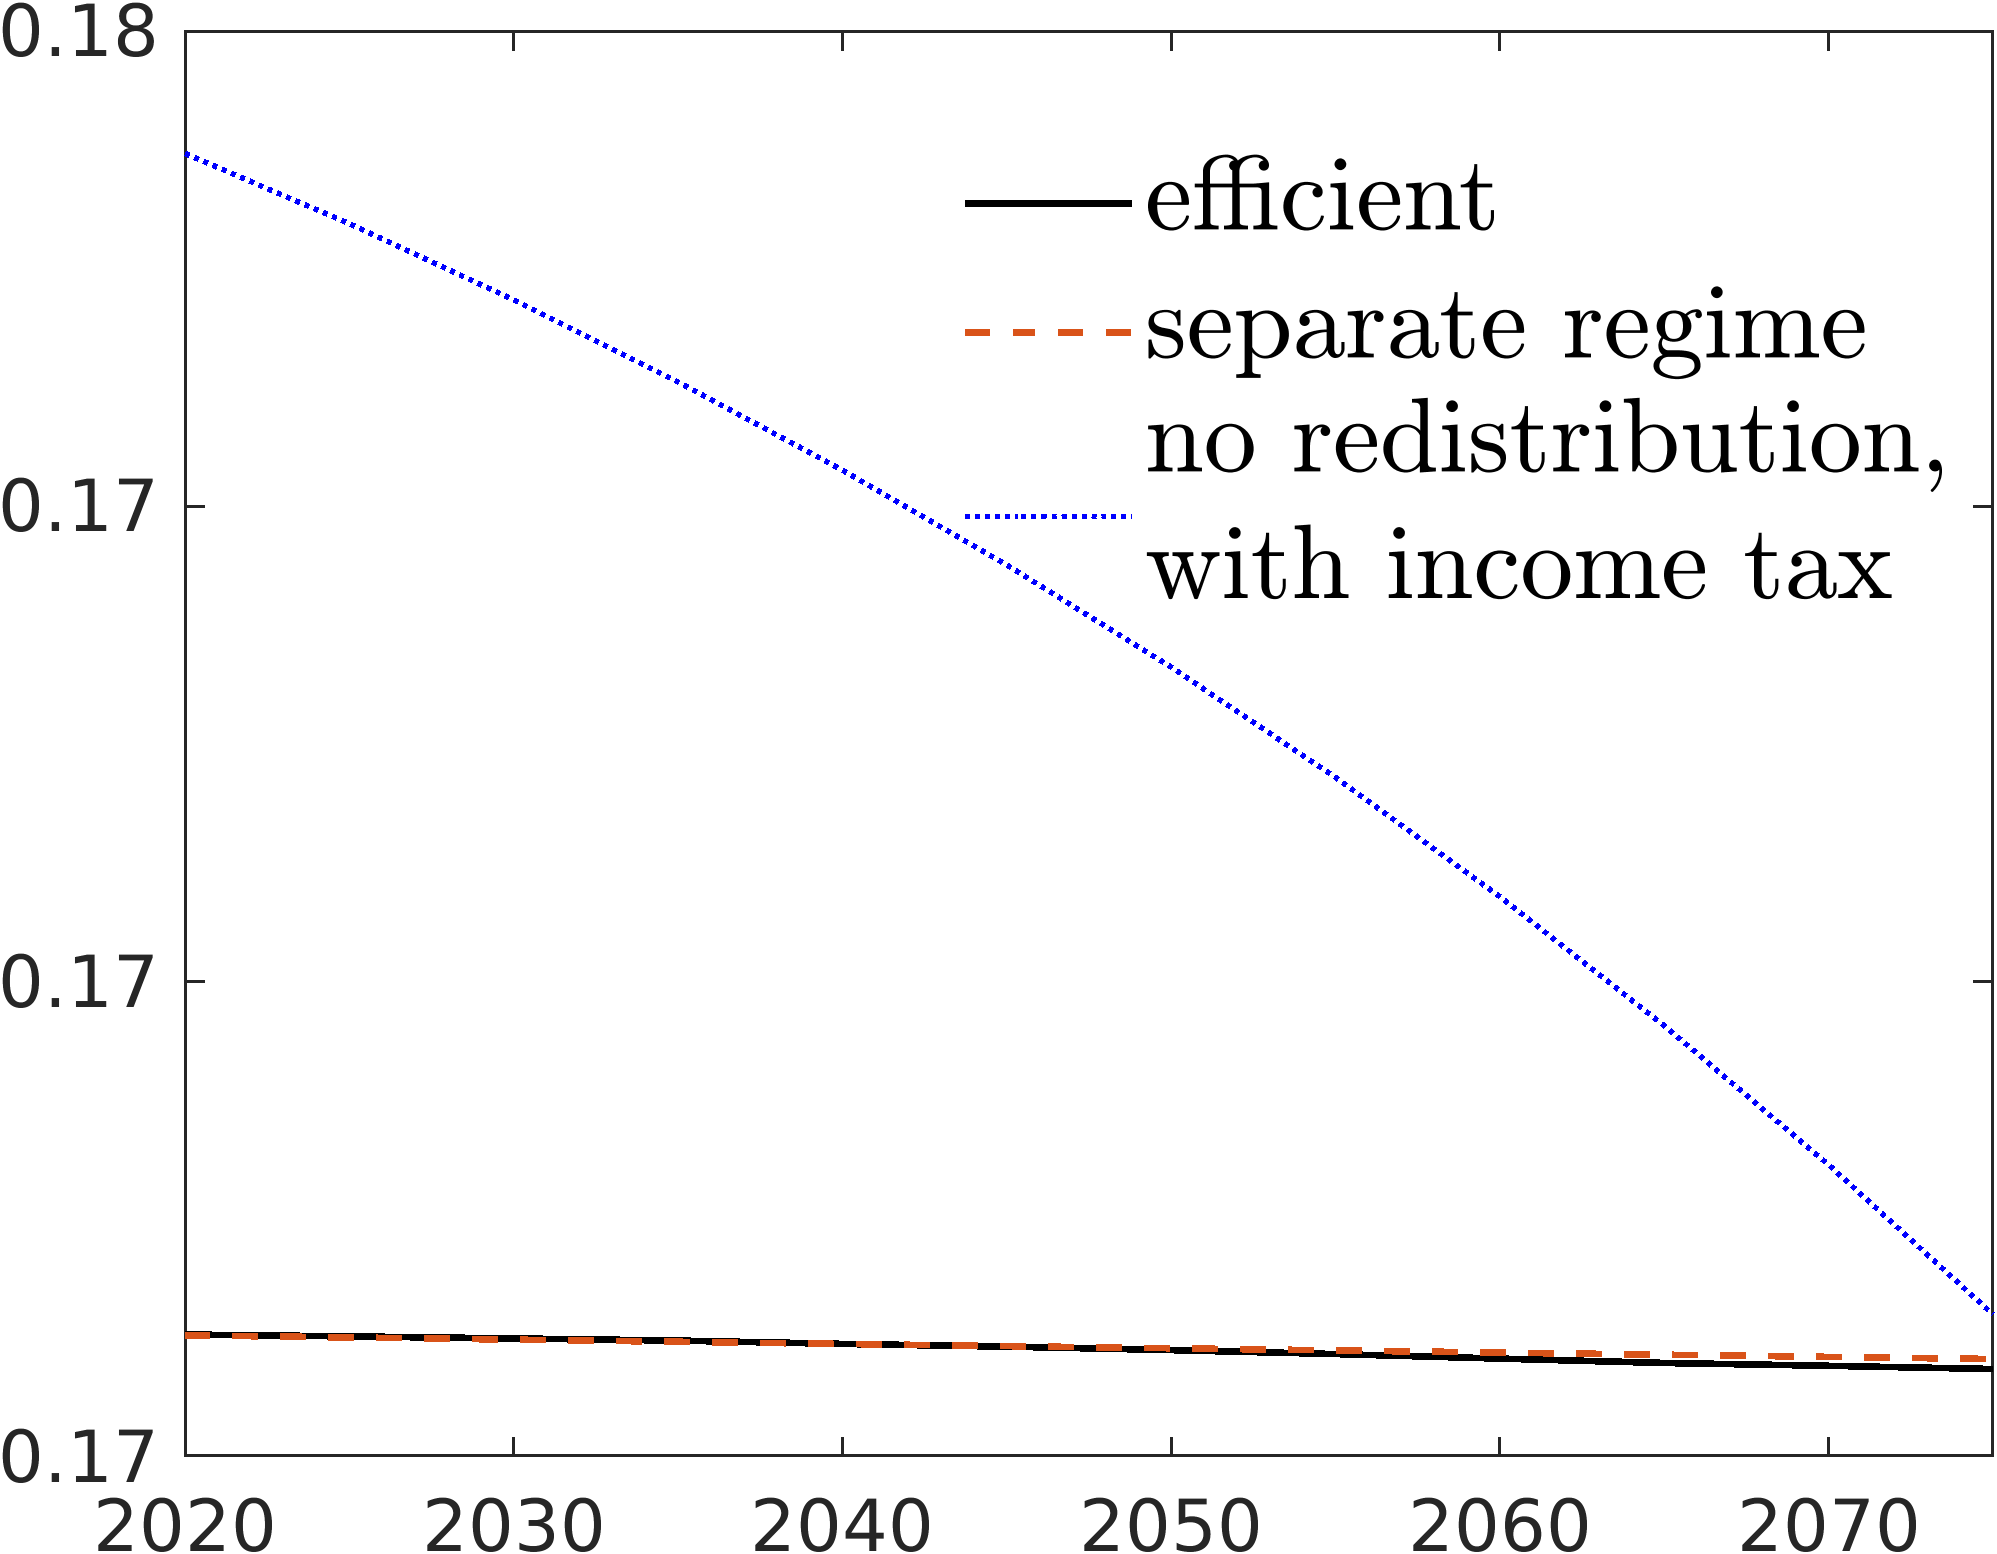 0.18
efficient
separate regime
no redistribution,
0.17
with income tax
0.17
0.17
2020 2030 2040 2050 2060 2070